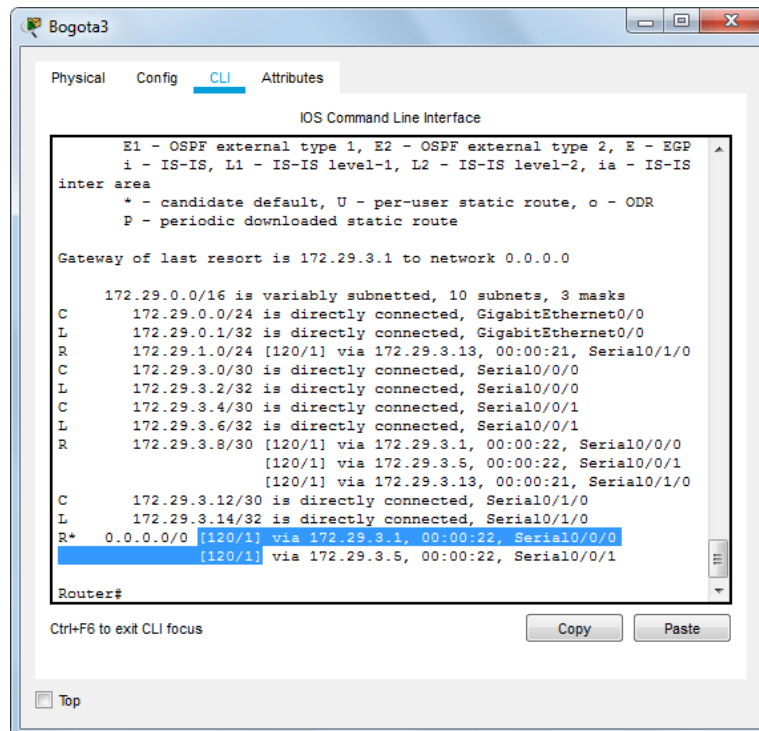 Bogota3
Physical Config CLI Attributes
IOS Command Line Interface
E1 - OSPF external type 1, E2 - OSPF external type 2, E - EGP
i - IS-IS, L1 - IS-IS level-1, L2 - IS-IS level-2, ia - IS-IS
inter area
* - candidate default, U - per-user static route, o - ODR
P - periodic downloaded static route
Gateway of last resort is 172.29.3.1 to network 0.0.0.0
172.29.0.0/16 is variably subnetted, 10 subnets, 3 masks
C 172.29.0.0/24 is directly connected, GigabitEthernet0/0
L 172.29.0.1/32 is directly connected, GigabitEthernet0/0
R 172.29.1.0/24 [120/1] via 172.29.3.13, 00:00:21, Serial0/1/0
C 172.29.3.0/30 is directly connected, Serial0/0/0
L 172.29.3.2/32 is directly connected, Serial0/0/0
C 172.29.3.4/30 is directly connected, Serial0/0/1
L 172.29.3.6/32 is directly connected, Serial0/0/1
R 172.29.3.8/30 [120/1] via 172.29.3.1, 00:00:22, Serial0/0/0
[120/1] via 172.29.3.5, 00:00:22, Serial0/0/1
[120/1] via 172.29.3.13, 00:00:21, Serial0/1/0
C 172.29.3.12/30 is directly connected, Serial0/1/0
L 172.29.3.14/32 is directly connected, Serial0/1/0
R* 0.0.0.0/0 [120/1] via 172.29.3.1, 00:00:22, Serial0/0/0
[120/1] via 172.29.3.5, 00:00:22, Serial0/0/1
Router#
Ctrl+F6 to exit CLI focus Copy Paste
Top